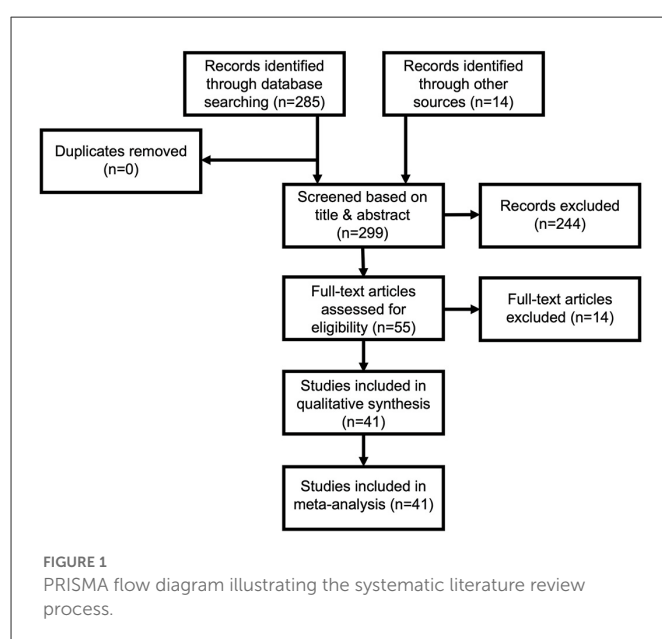 Records identified
through database
searching (n=285)
Records identified
through other
sources (n=14)
Duplicates removed
(n=0)
Screened based on
title & abstract
(n=299)
Records excluded
(n=244)
Full-text articles
assessed for
eligibility (n=55)
Full-text articles
excluded (n=14)
Studies included in
qualitative synthesis
(n=41)
Studies included in
meta-analysis (n=41)
FIGURE 1
PRISMA flow diagram illustrating the systematic literature review
process.